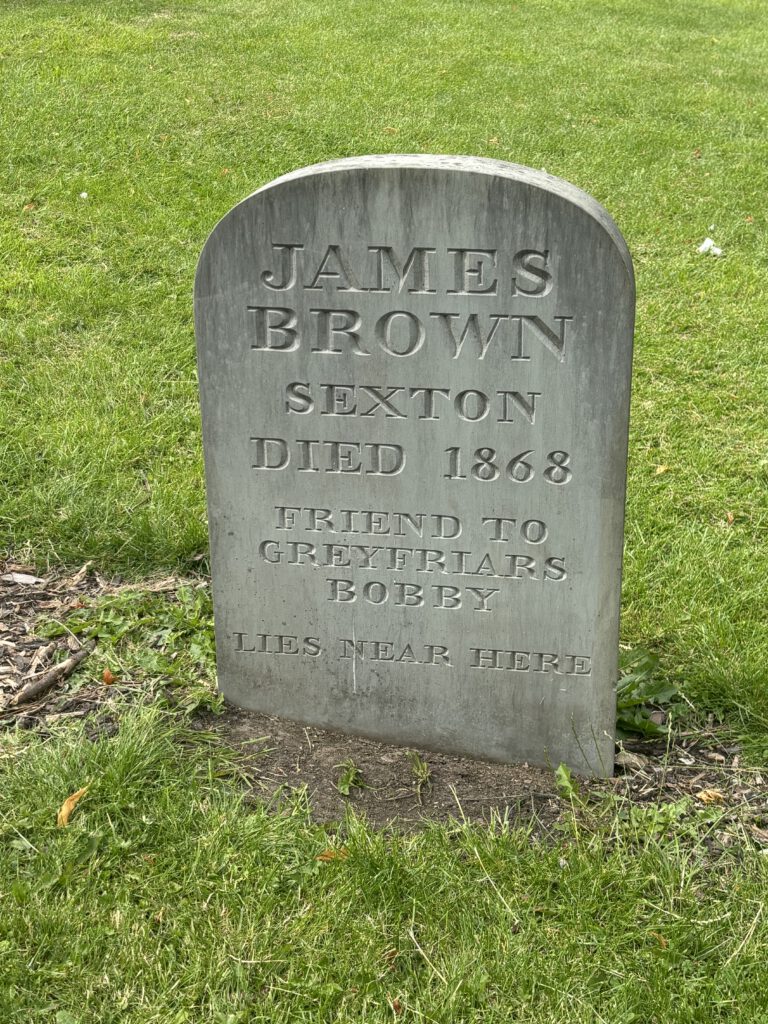 JAMES
BROWN
SEXTON
DIED 1868
FRIEND TO
GREYFRIARS
BOBBY
LIES NEAR HERE